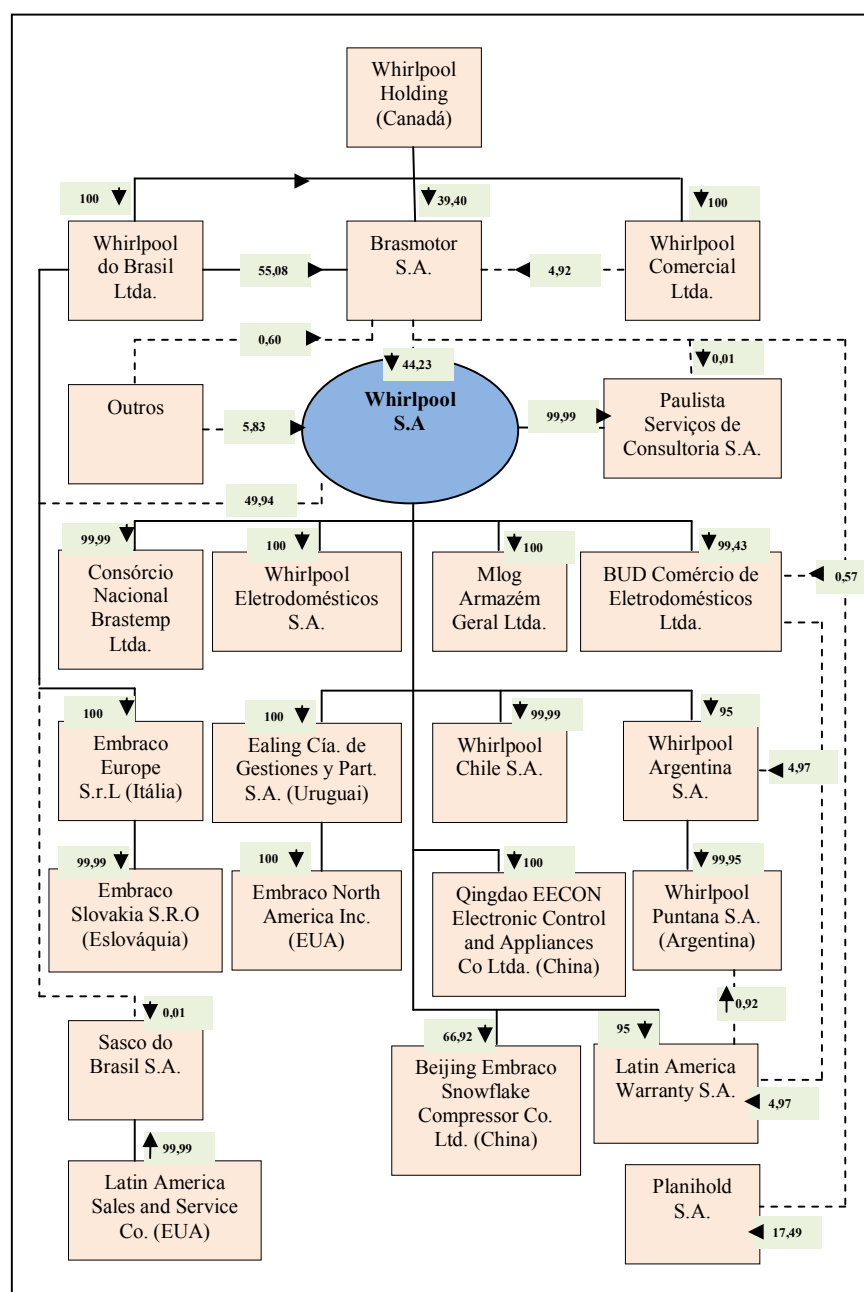 Whirlpool
Holding
(Canadá)
100
39,40
100
Whirlpool
do Brasil
Ltda.
55,08
Brasmotor
S.A.
4,92
Whirlpool
Comercial
Ltda.
0,60
44,23
0,01
Outros
5,83
Whirlpool
S.A
99,99
Paulista
Serviços de
Consultoria S.A.
49,94
99,99
100
100
99,43
Consórcio
Nacional
Brastemp
Ltda.
Whirlpool
Eletrodomésticos
S.A.
Mlog
Armazém
Geral Ltda.
BUD Comércio de
Eletrodomésticos
Ltda.
0,57
100
100
99,99
95
Embraco
Europe
S.r.L (Itália)
Ealing Cía. de
Gestiones y Part.
S.A. (Uruguai)
Whirlpool
Chile S.A.
Whirlpool
Argentina
S.A.
4,97
99,99
100
100
99,95
Embraco
Slovakia S.R.O
(Eslováquia)
Embraco North
America Inc.
(EUA)
Qingdao EECON
Electronic Control
and Appliances
Co Ltda. (China)
Whirlpool
Puntana S.A.
(Argentina)
0,92
0,01
Sasco do
Brasil S.A.
66,92
95
Beijing Embraco
Snowflake
Compressor Co.
Ltd. (China)
Latin America
Warranty S.A.
4,97
99,99
Latin America
Sales and Service
Co. (EUA)
Planihold
S.A.
17,49